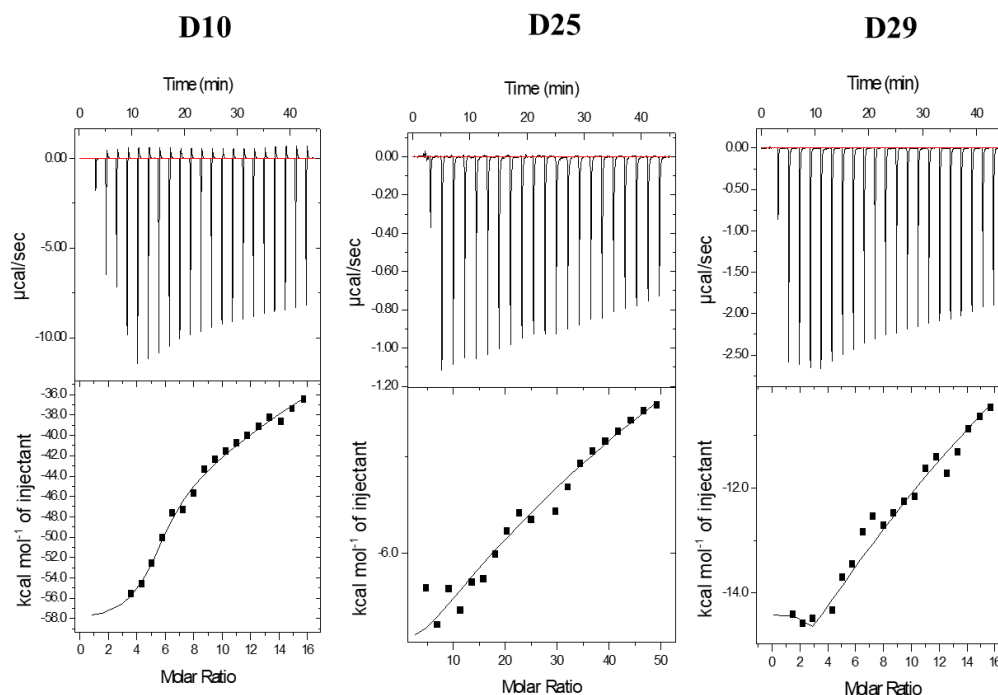 D10
Time (min)
0 10 20 30 40
0.00
-5.00
-10.00
µcal/sec
-36.0
-38.0
-40.0
-42.0
-44.0
-46.0
-48.0
-50.0
-52.0
-54.0
-56.0
-58.0
kcal mol⁻¹ of injectant
0 2 4 6 8 10 12 14 16
Molar Ratio
D25
Time (min)
0 10 20 30 40
0.00
-0.20
-0.40
-0.60
-0.80
-1.00
-1.20
µcal/sec
-6.0
kcal mol⁻¹ of injectant
10 20 30 40 50
Molar Ratio
D29
Time (min)
0 10 20 30 40
0.00
-0.50
-1.00
-1.50
-2.00
-2.50
µcal/sec
-12.0
-14.0
kcal mol⁻¹ of injectant
0 2 4 6 8 10 12 14 16
Molar Ratio